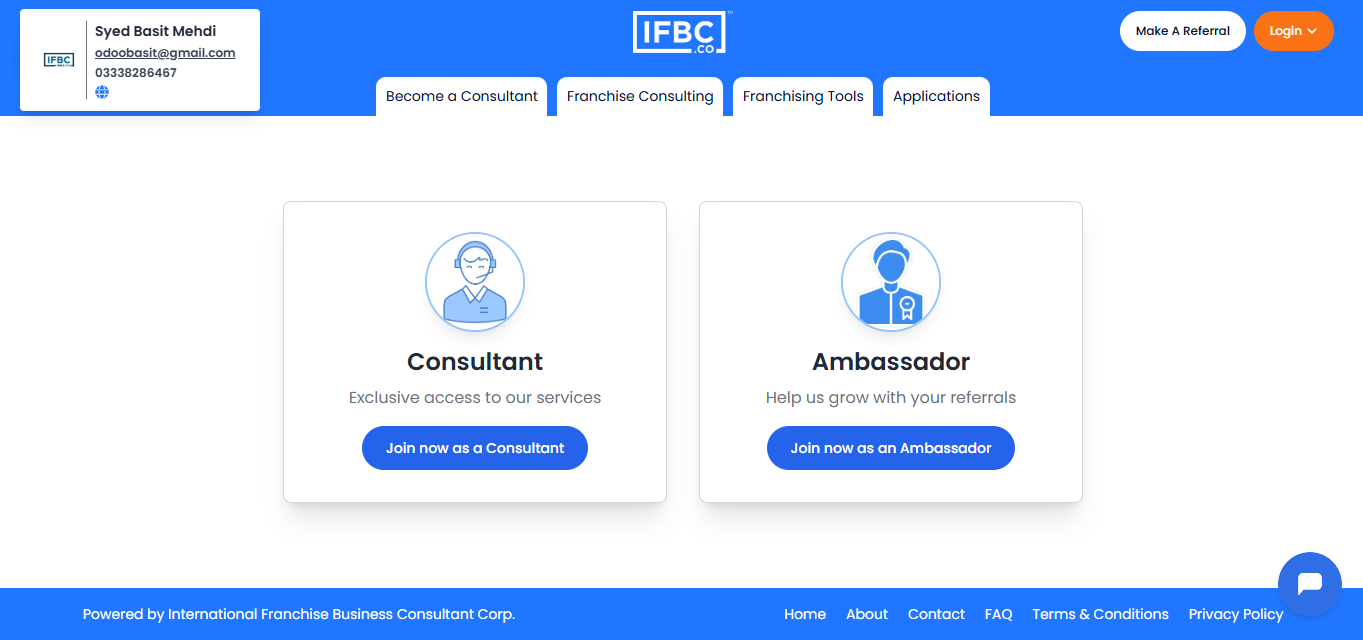 Syed Basit Mehdi
IFBC
odoobasit@gmail.com
03338286467
IFBC™
.CO
Make A Referral
Login
Become a Consultant
Franchise Consulting
Franchising Tools
Applications
Consultant
Exclusive access to our services
Join now as a Consultant
Ambassador
Help us grow with your referrals
Join now as an Ambassador
Powered by International Franchise Business Consultant Corp.
Home
About
Contact
FAQ
Terms & Conditions
Privacy Policy